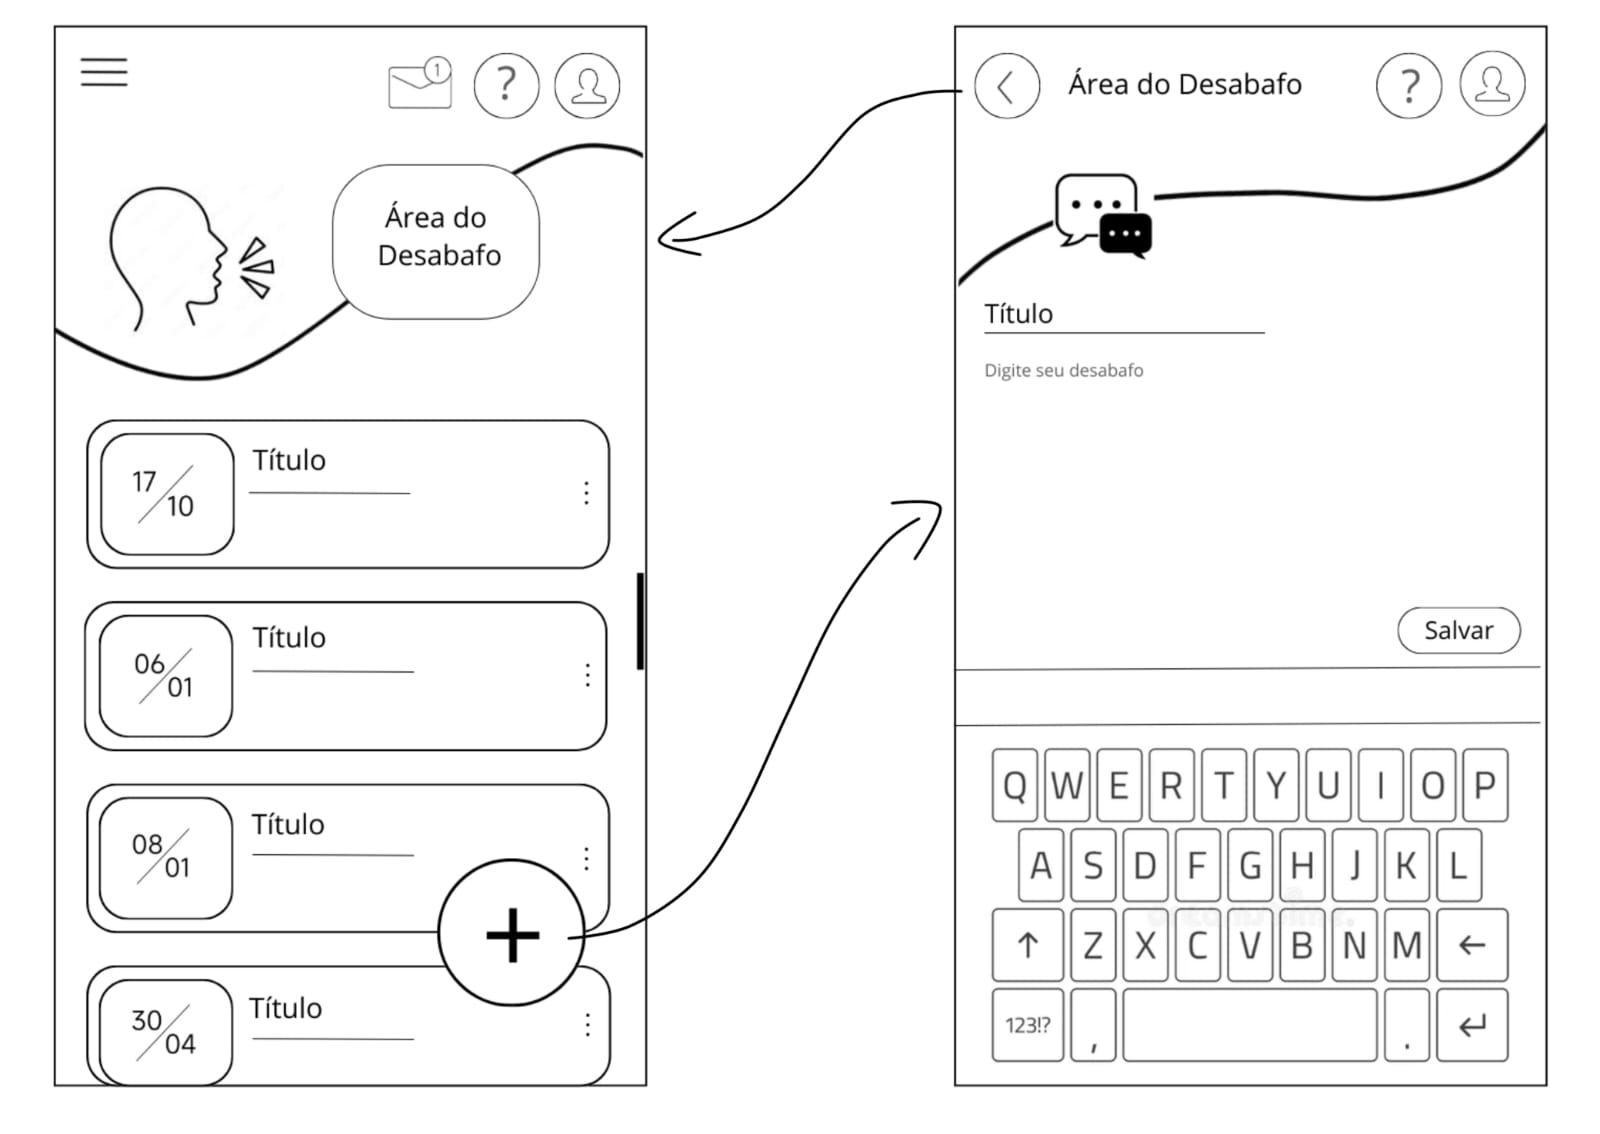 1
?
Área do
Desabafo
17/10
Título
06/01
Título
08/01
Título
+
30/04
Título
Área do Desabafo
?
Título
Digite seu desabafo
Salvar
Q W E R T Y U I O P
A S D F G H J K L
↑ Z X C V B N M ←
123!? , . ↵